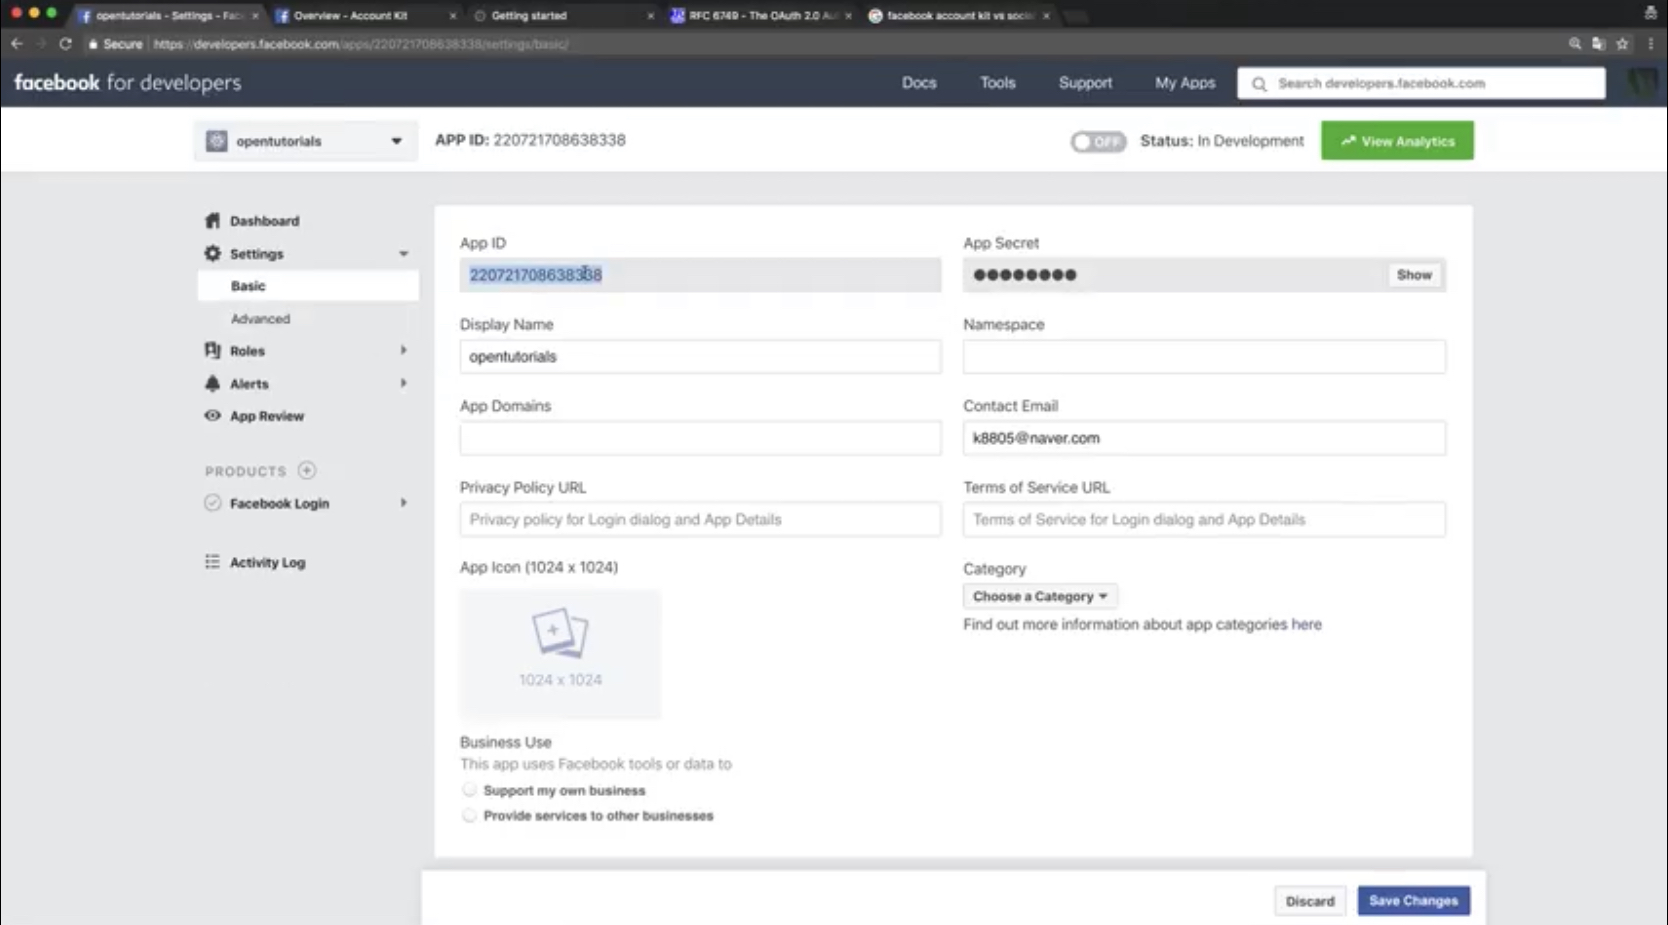 opentutorials - Settings - Fac
Overview - Account Kit
Getting started
RFC 6749 - The OAuth 2.0 Au
facebook account kit vs soci
Secure https://developers.facebook.com/apps/220721708638338/settings/basic/
facebook for developers
Docs
Tools
Support
My Apps
Search developers.facebook.com
opentutorials
APP ID: 220721708638338
OFF
Status: In Development
View Analytics
Dashboard
Settings
Basic
Advanced
Roles
Alerts
App Review
PRODUCTS
Facebook Login
Activity Log
App ID
220721708638338
App Secret
●●●●●●●●
Show
Display Name
opentutorials
Namespace
App Domains
Contact Email
k8805@naver.com
Privacy Policy URL
Privacy policy for Login dialog and App Details
Terms of Service URL
Terms of Service for Login dialog and App Details
App Icon (1024 x 1024)
1024 x 1024
Category
Choose a Category
Find out more information about app categories here
Business Use
This app uses Facebook tools or data to
Support my own business
Provide services to other businesses
Discard
Save Changes